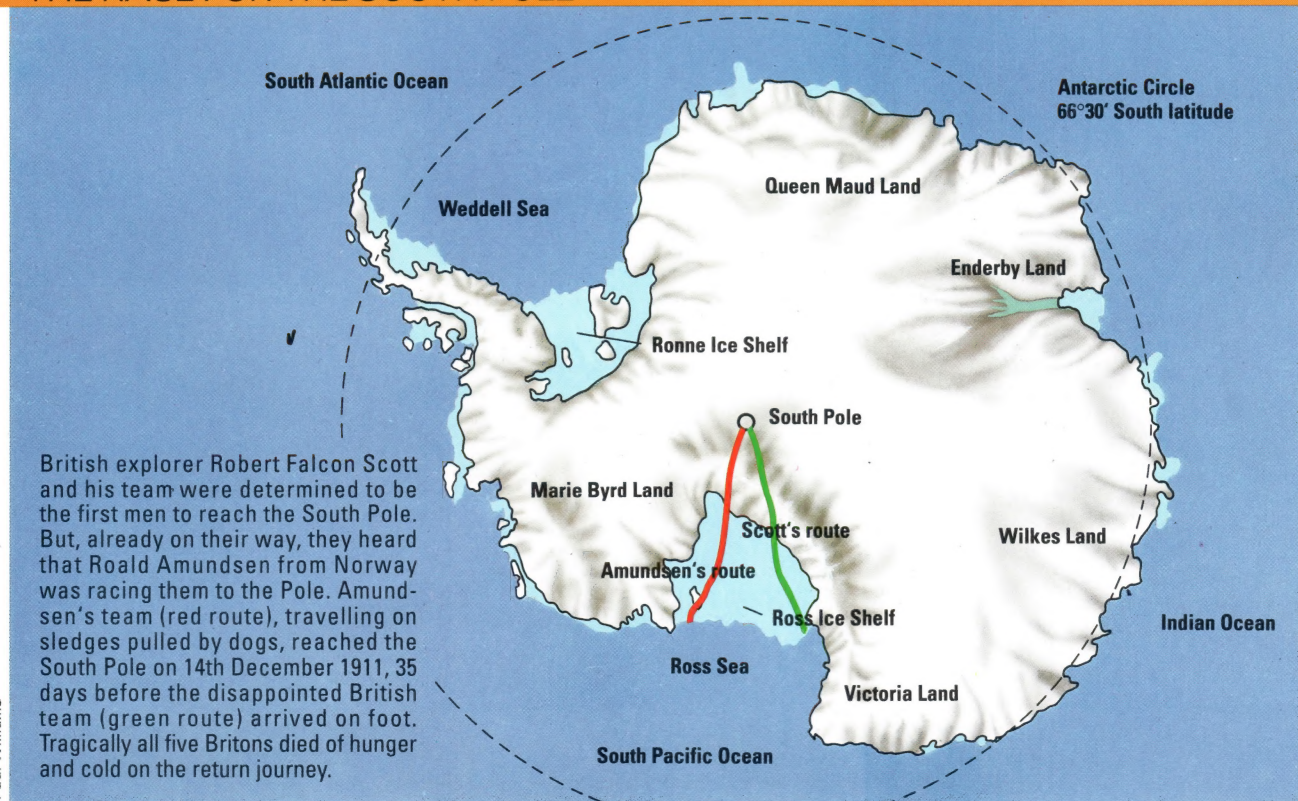 THE RACE FOR THE SOUTH POLE
South Atlantic Ocean
Antarctic Circle
66°30' South latitude
Queen Maud Land
Weddell Sea
Enderby Land
Ronne Ice Shelf
South Pole
British explorer Robert Falcon Scott
and his team were determined to be
the first men to reach the South Pole.
But, already on their way, they heard
that Roald Amundsen from Norway
was racing them to the Pole. Amund-
sen's team (red route), travelling on
sledges pulled by dogs, reached the
South Pole on 14th December 1911, 35
days before the disappointed British
team (green route) arrived on foot.
Tragically all five Britons died of hunger
and cold on the return journey.
Marie Byrd Land
Scott's route
Wilkes Land
Amundsen's route
Ross Ice Shelf
Indian Ocean
Ross Sea
Victoria Land
South Pacific Ocean